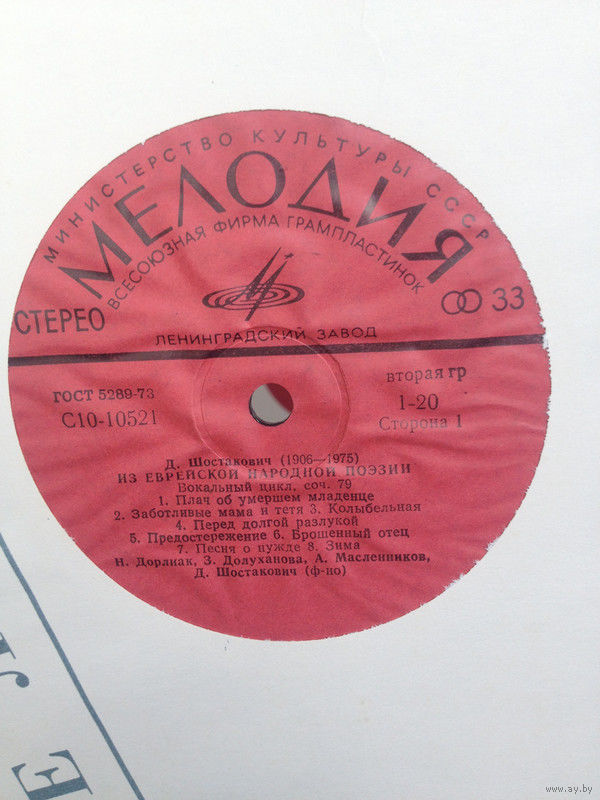 МИНИСТЕРСТВО КУЛЬТУРЫ СССР
МЕЛОДИЯ
ВСЕСОЮЗНАЯ ФИРМА ГРАМПЛАСТИНОК
СТЕРЕО
33
ЛЕНИНГРАДСКИЙ ЗАВОД
ГОСТ 5289-73
С10-10521
вторая гр
1-20
Сторона 1
Д. Шостакович (1906—1975)
ИЗ ЕВРЕЙСКОЙ НАРОДНОЙ ПОЭЗИИ
Вокальный цикл, соч. 79
1. Плач об умершем младенце
2. Заботливые мама и тетя 3. Колыбельная
4. Перед долгой разлукой
5. Предостережение 6. Брошенный отец
7. Песня о нужде 8. Зима
Н. Дорлиак, З. Долуханова, А. Масленников,
Д. Шостакович (ф-но)
Е
www.ay.by